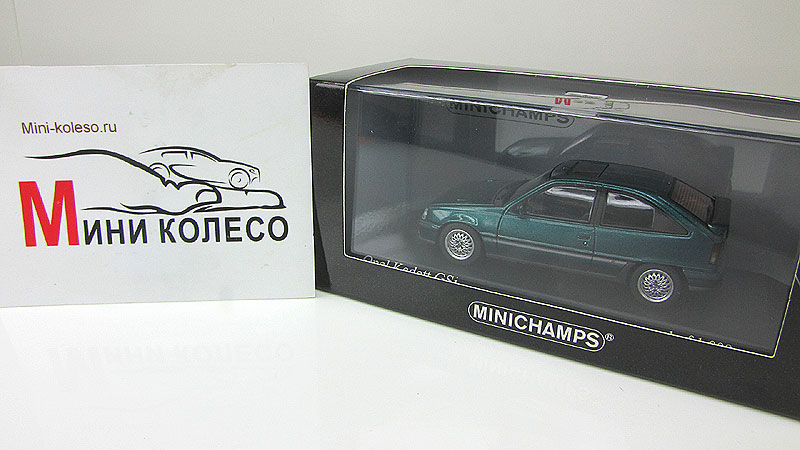 Mini-koleso.ru
МИНИ КОЛЕСО
MINICHAMPS
Opel Kadett GSi
MINICHAMPS®